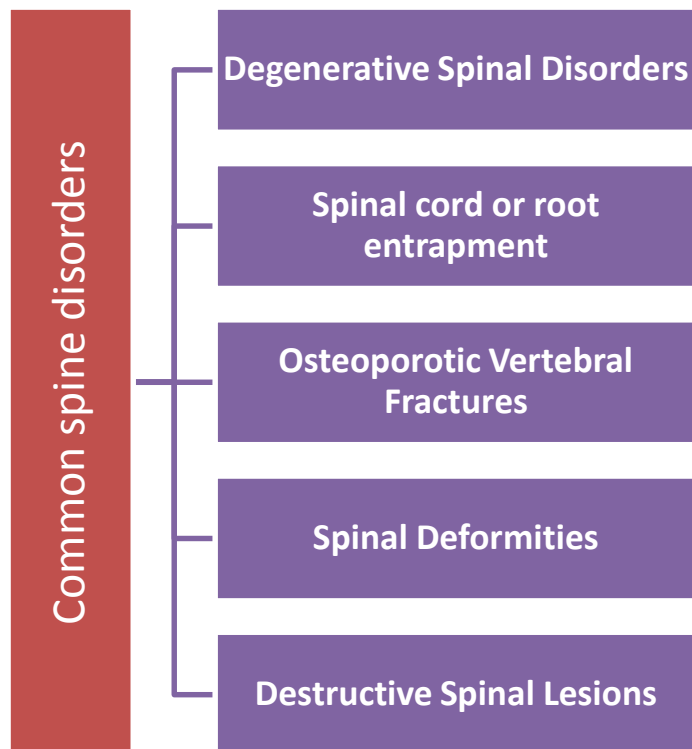 Common spine disorders
Degenerative Spinal Disorders
Spinal cord or root
entrapment
Osteoporotic Vertebral
Fractures
Spinal Deformities
Destructive Spinal Lesions